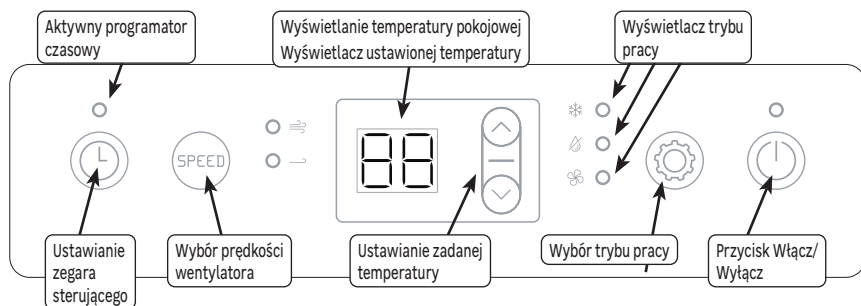 Aktywny programator
czasowy
Wyświetlanie temperatury pokojowej
Wyświetlacz ustawionej temperatury
Wyświetlacz trybu
pracy
SPEED
88
Ustawianie
zegara
sterującego
Wybór prędkości
wentylatora
Ustawianie zadanej
temperatury
Wybór trybu pracy
Przycisk Włącz/
Wyłącz